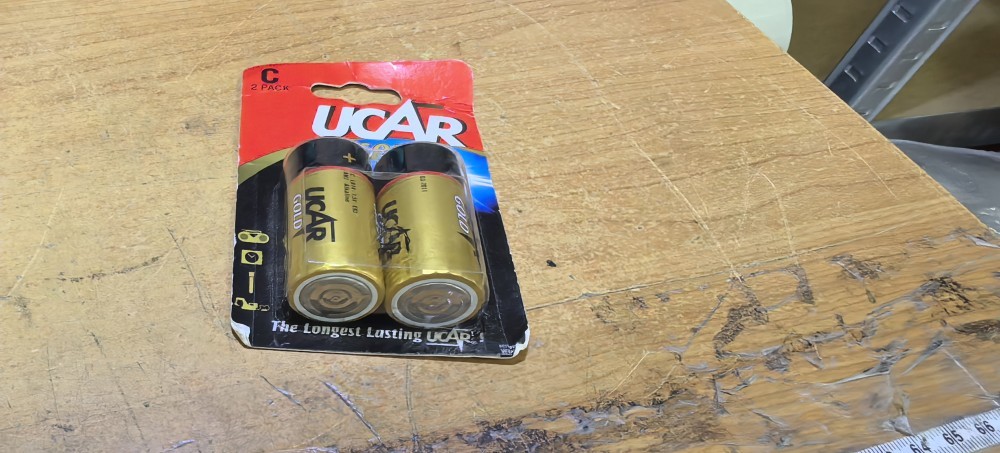 C
2 PACK
UCAR
+
UCAR
GOLD
UCAR
GOLD
The Longest Lasting UCAR
64 65 66